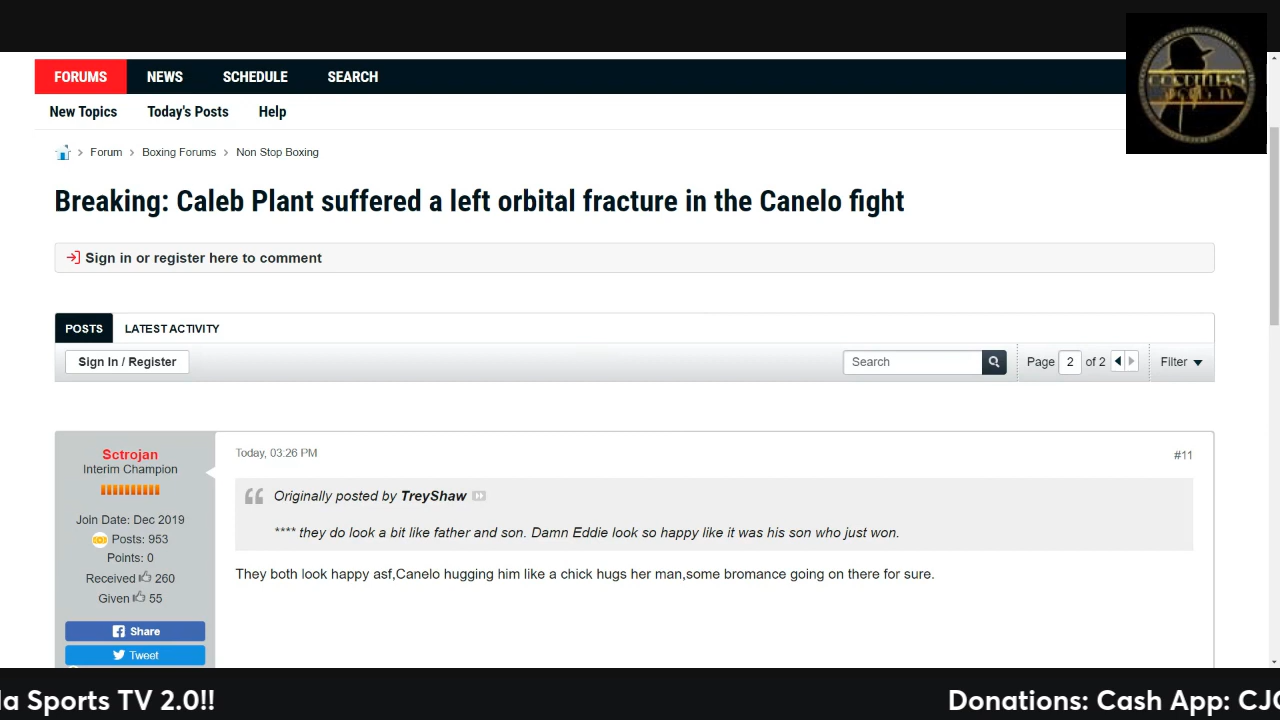 FORUMS NEWS SCHEDULE SEARCH
New Topics Today's Posts Help
Forum Boxing Forums Non Stop Boxing
Breaking: Caleb Plant suffered a left orbital fracture in the Canelo fight
Sign in or register here to comment
POSTS LATEST ACTIVITY
Sign In / Register Search Page 2 of 2 Filter
Sctrojan
Interim Champion
Join Date: Dec 2019
Posts: 953
Points: 0
Received 260
Given 55
Share
Tweet
Today, 03:26 PM #11
Originally posted by TreyShaw
**** they do look a bit like father and son. Damn Eddie look so happy like it was his son who just won.
They both look happy asf,Canelo hugging him like a chick hugs her man,some bromance going on there for sure.
la Sports TV 2.0!! Donations: Cash App: CJG